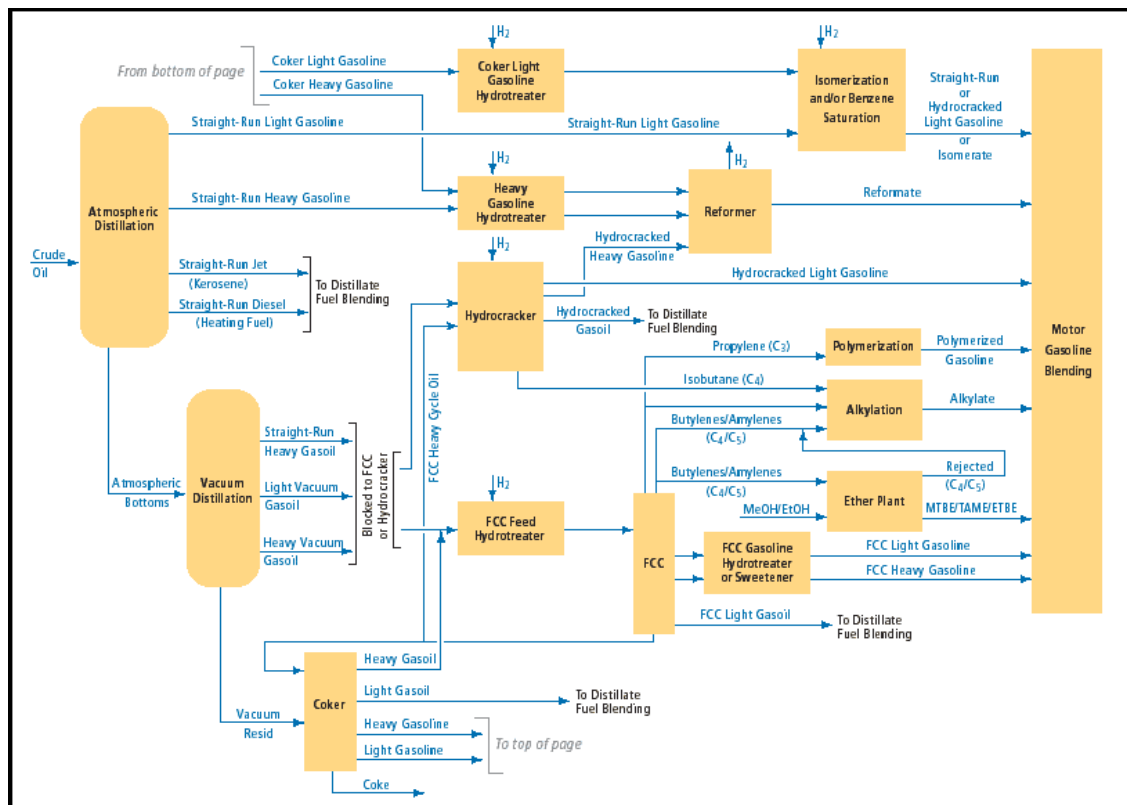 H2
H2
From bottom of page
Coker Light Gasoline
Coker Heavy Gasoline
Coker Light
Gasoline
Hydrotreater
Isomerization
and/or Benzene
Saturation
Straight-Run
or
Hydrocracked
Light Gasoline
or
Isomerate
Straight-Run Light Gasoline
Straight-Run Light Gasoline
H2
H2
Atmospheric
Distillation
Straight-Run Heavy Gasoline
Heavy
Gasoline
Hydrotreater
Reformer
Reformate
Crude
Oil
H2
Hydrocracked
Heavy Gasoline
Straight-Run Jet
(Kerosene)
Straight-Run Diesel
(Heating Fuel)
To Distillate
Fuel Blending
Hydrocracker
Hydrocracked Light Gasoline
Hydrocracked
Gasoil
To Distillate
Fuel Blending
Motor
Gasoline
Blending
Propylene (C3)
Polymerization
Polymerized
Gasoline
Isobutane (C4)
Alkylation
Alkylate
FCC Heavy Cycle Oil
Butylenes/Amylenes
(C4/C5)
Atmospheric
Bottoms
Vacuum
Distillation
Straight-Run
Heavy Gasoil
Light Vacuum
Gasoil
Heavy Vacuum
Gasoil
Blocked to FCC
or Hydrocracker
H2
FCC Feed
Hydrotreater
Butylenes/Amylenes
(C4/C5)
MeOH/EtOH
Ether Plant
Rejected
(C4/C5)
MTBE/TAME/ETBE
FCC
FCC Gasoline
Hydrotreater
or Sweetener
FCC Light Gasoline
FCC Heavy Gasoline
FCC Light Gasoil
To Distillate
Fuel Blending
Vacuum
Resid
Coker
Heavy Gasoil
Light Gasoil
To Distillate
Fuel Blending
Heavy Gasoline
Light Gasoline
To top of page
Coke